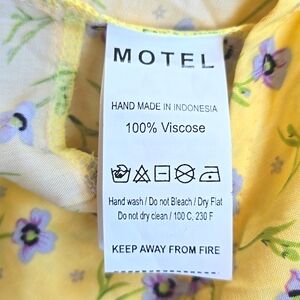 MOTEL
HAND MADE IN INDONESIA
100% Viscose
Hand wash / Do not Bleach / Dry Flat
Do not dry clean / 100 C, 230 F
KEEP AWAY FROM FIRE